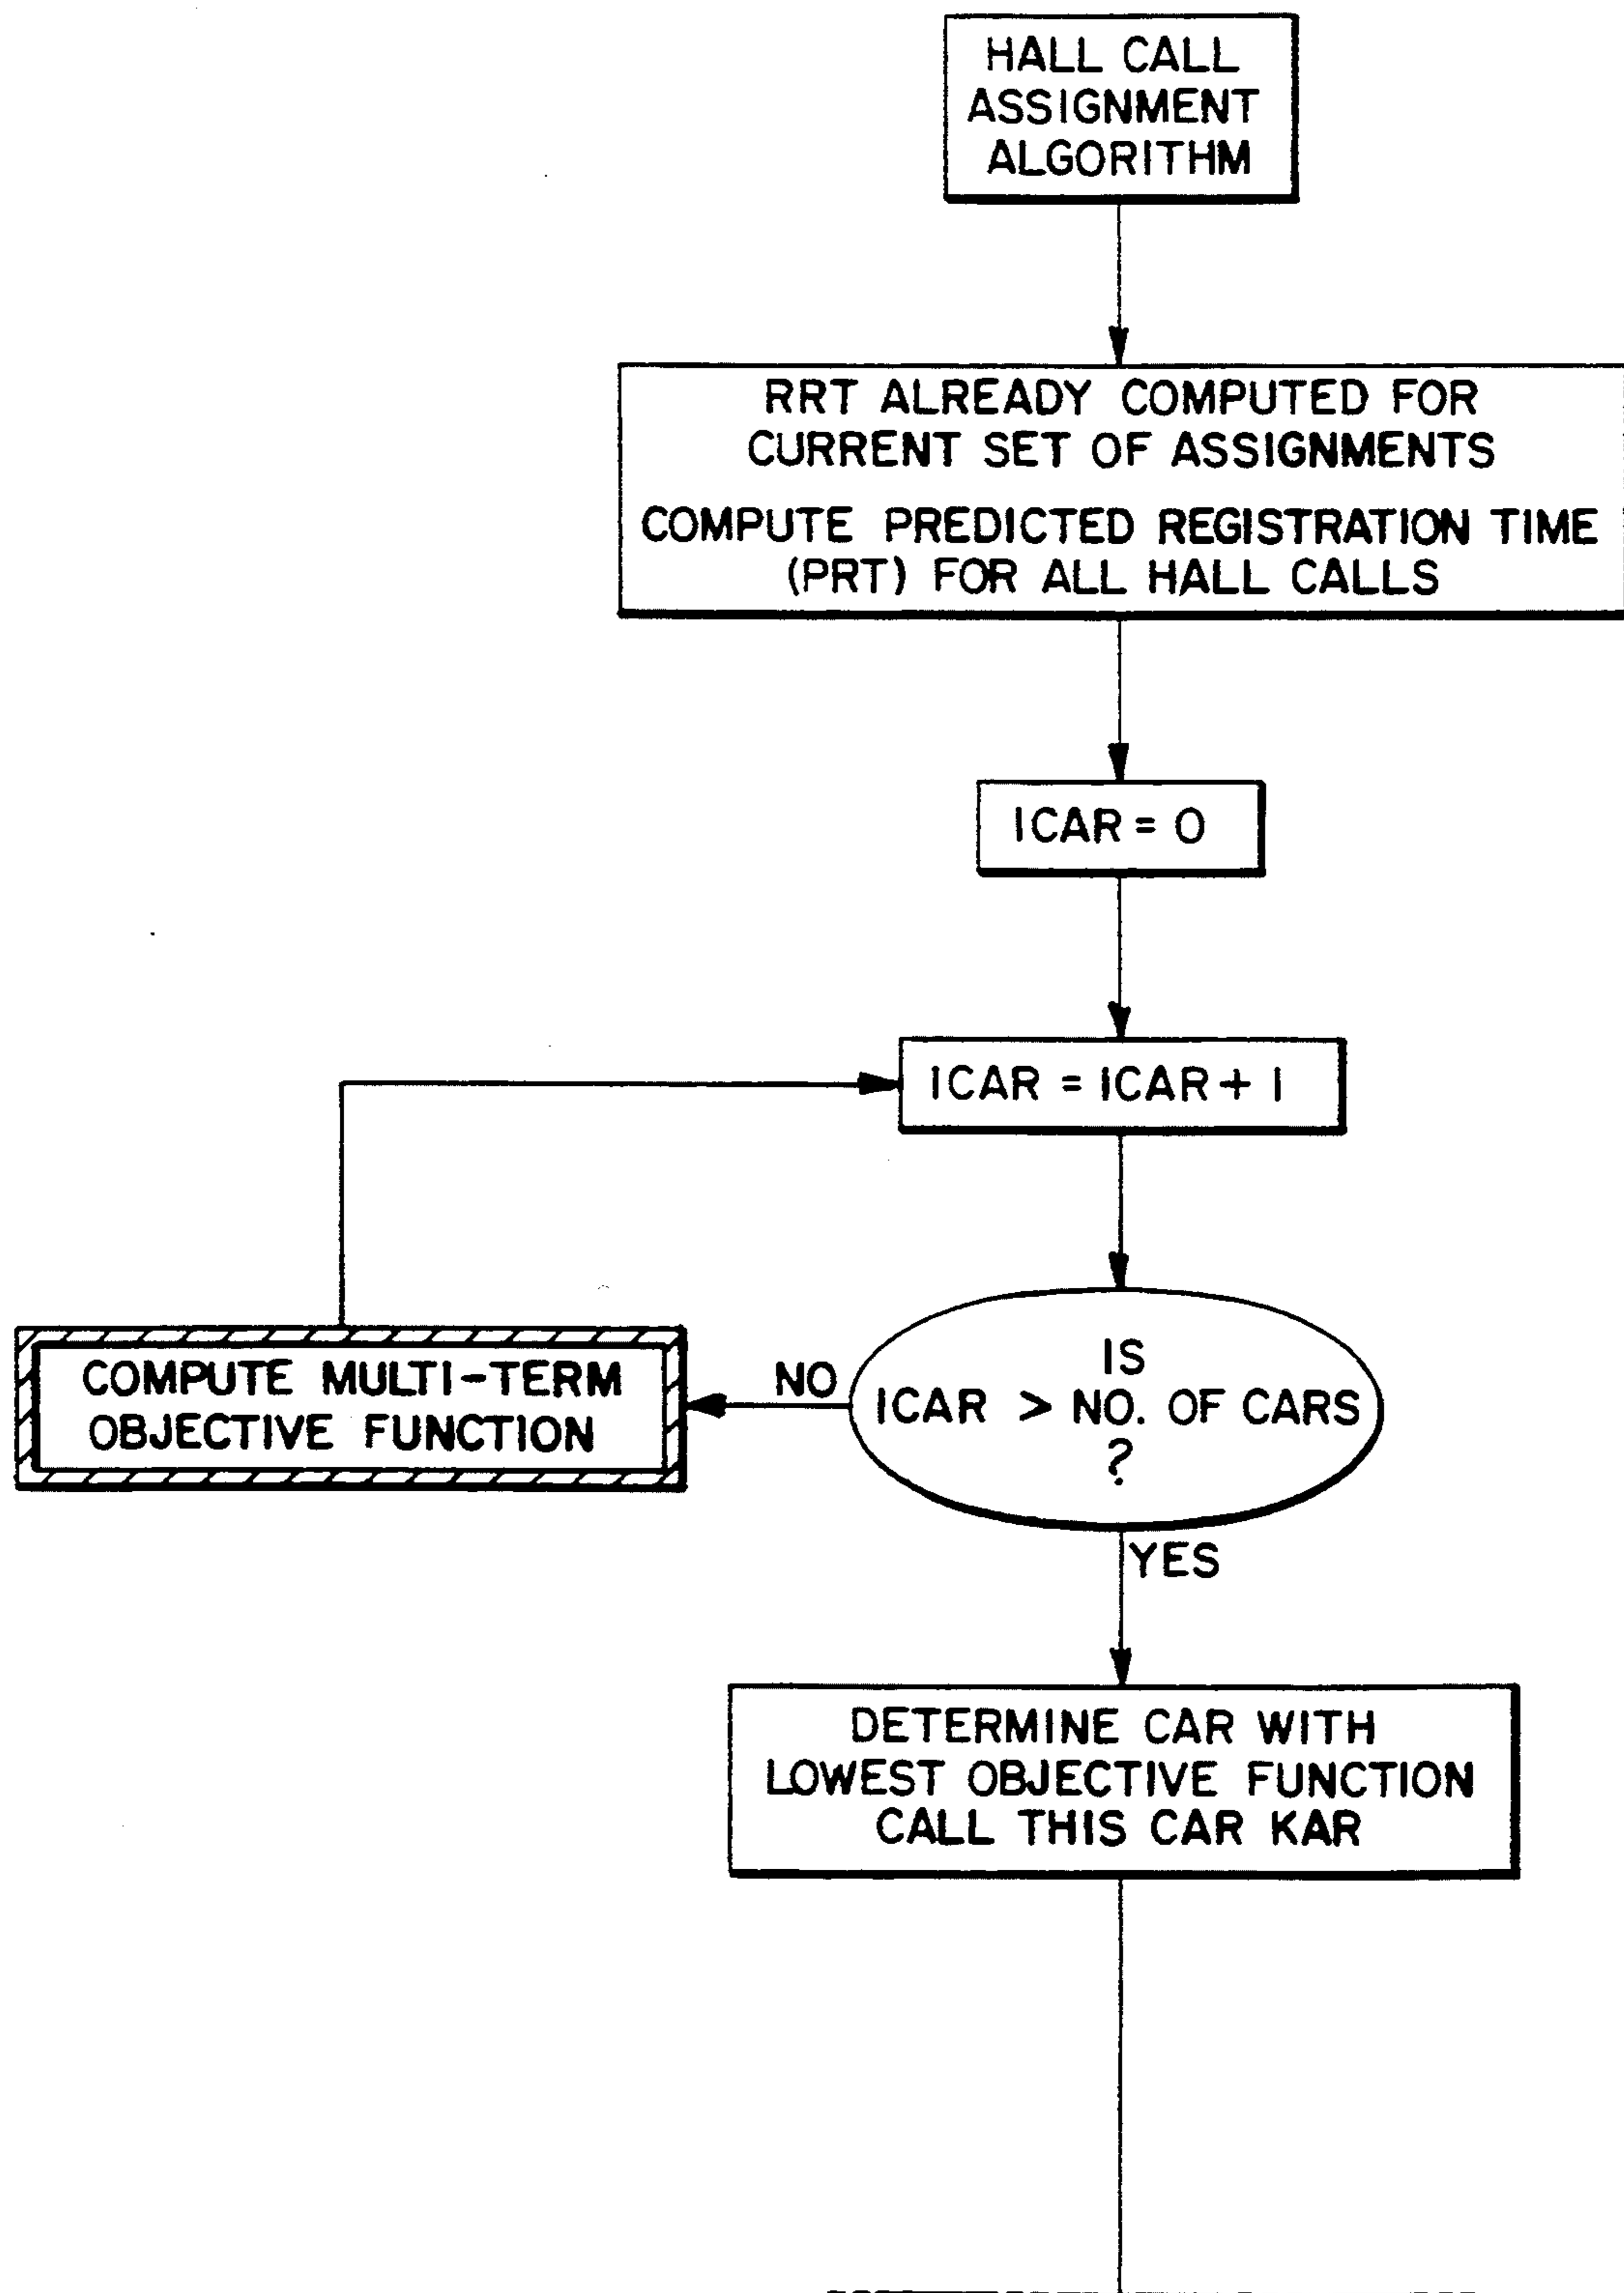 HALL CALL
ASSIGNMENT
ALGORITHM
RRT ALREADY COMPUTED FOR
CURRENT SET OF ASSIGNMENTS
COMPUTE PREDICTED REGISTRATION TIME
(PRT) FOR ALL HALL CALLS
ICAR = 0
ICAR = ICAR + 1
IS
ICAR > NO. OF CARS
?
NO
COMPUTE MULTI-TERM
OBJECTIVE FUNCTION
YES
DETERMINE CAR WITH
LOWEST OBJECTIVE FUNCTION
CALL THIS CAR KAR